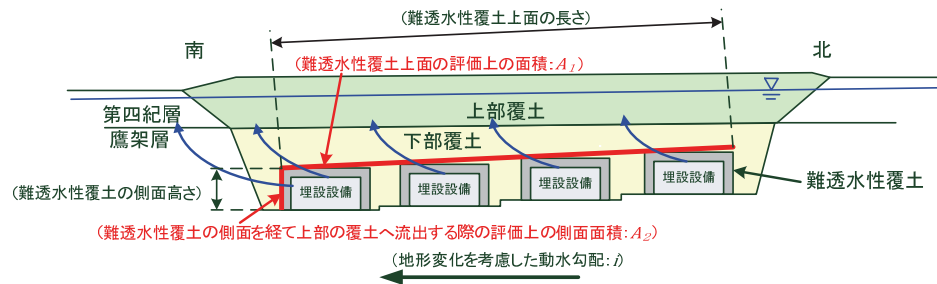 (難透水性覆土上面の長さ)
南
北
(難透水性覆土上面の評価上の面積:A₁)
第四紀層
上部覆土
鷹架層
下部覆土
埋設設備
埋設設備
埋設設備
埋設設備
(難透水性覆土の側面高さ)
難透水性覆土
(難透水性覆土の側面を経て上部の覆土へ流出する際の評価上の側面面積:A₂)
(地形変化を考慮した動水勾配:i)